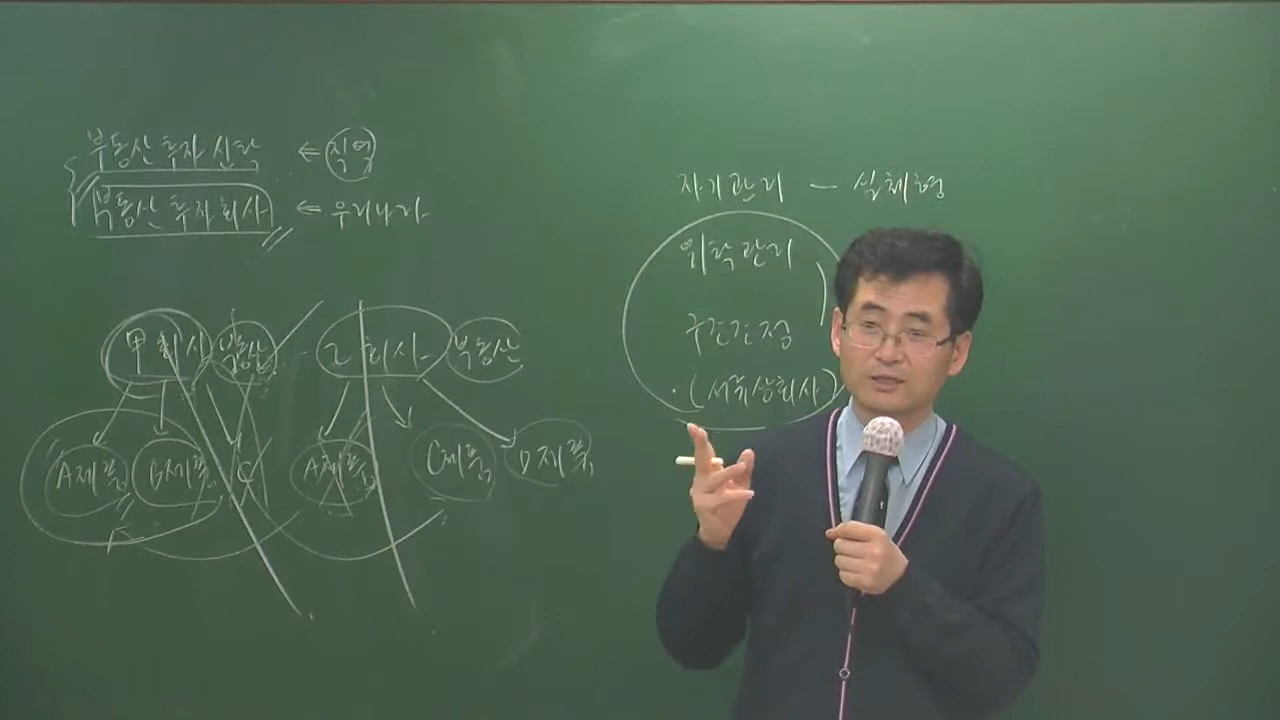 부동산 투자 신탁 ← 직역
부동산 투자 회사 ← 우리나라
甲 회사 부동산
乙 회사 부동산
A제품 B제품 C
A제품 C제품 D제품
자기관리 — 실체형
위탁관리
구조조정
(서류상회사)